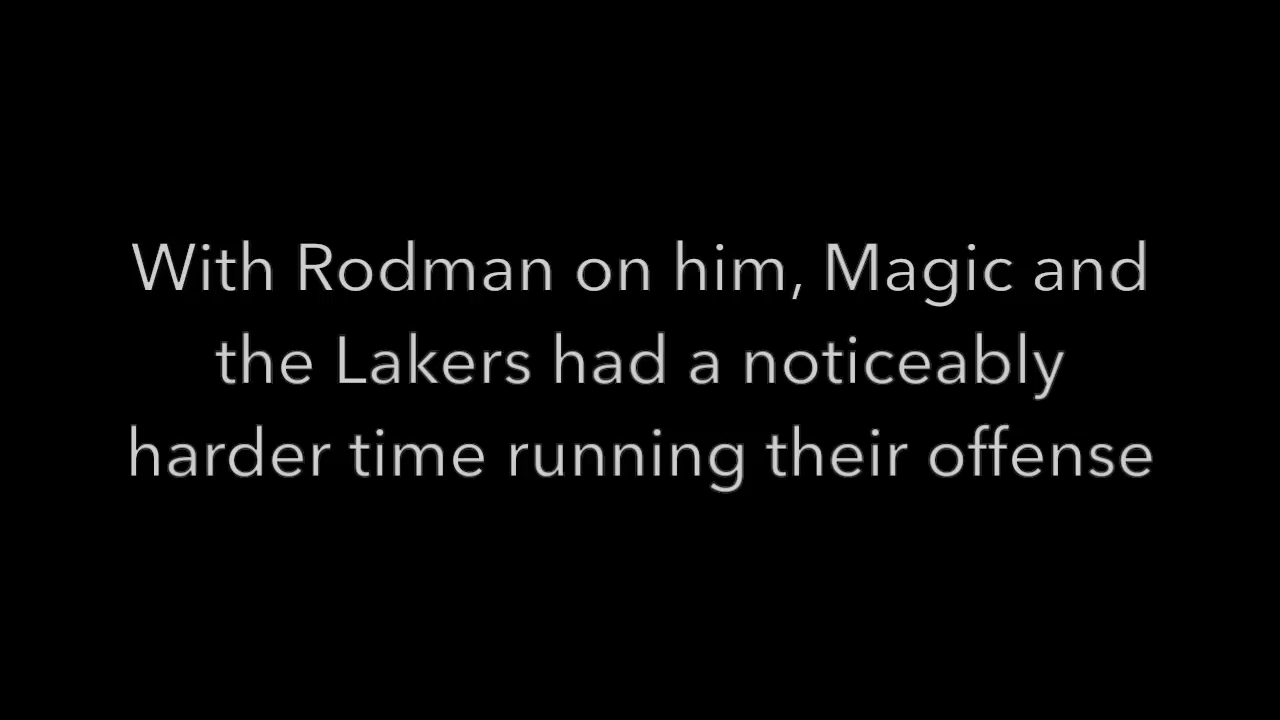 With Rodman on him, Magic and
the Lakers had a noticeably
harder time running their offense